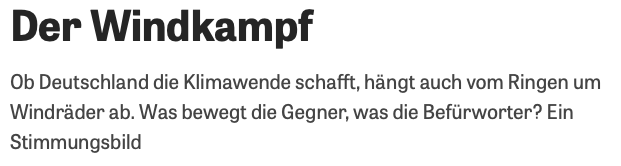 Der Windkampf
Ob Deutschland die Klimawende schafft, hängt auch vom Ringen um
Windräder ab. Was bewegt die Gegner, was die Befürworter? Ein
Stimmungsbild